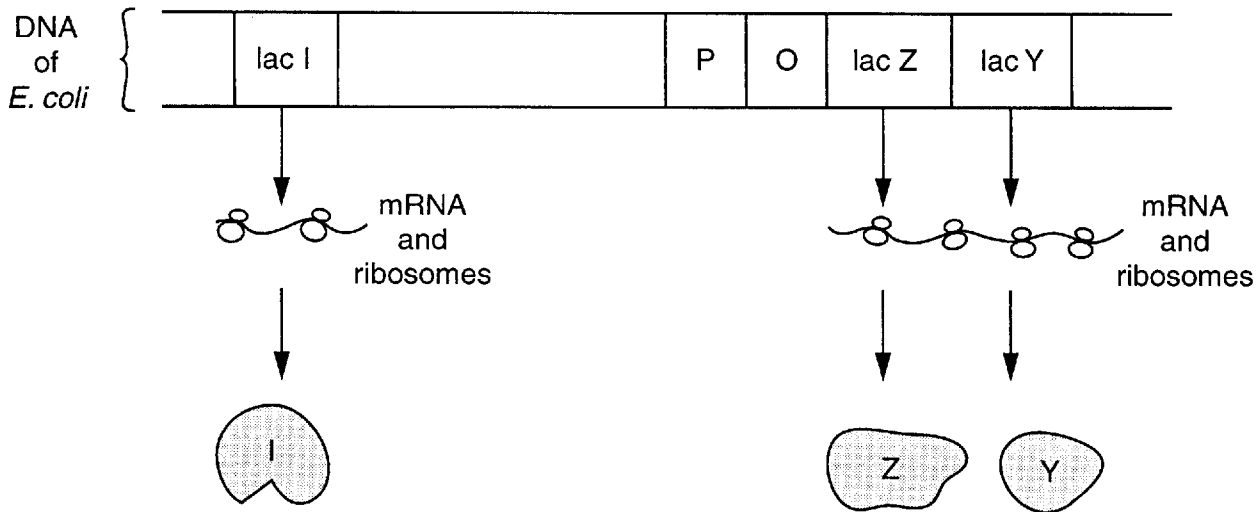 DNA
of
E. coli
lac I
P
O
lac Z
lac Y
mRNA
and
ribosomes
mRNA
and
ribosomes
I
Z
Y